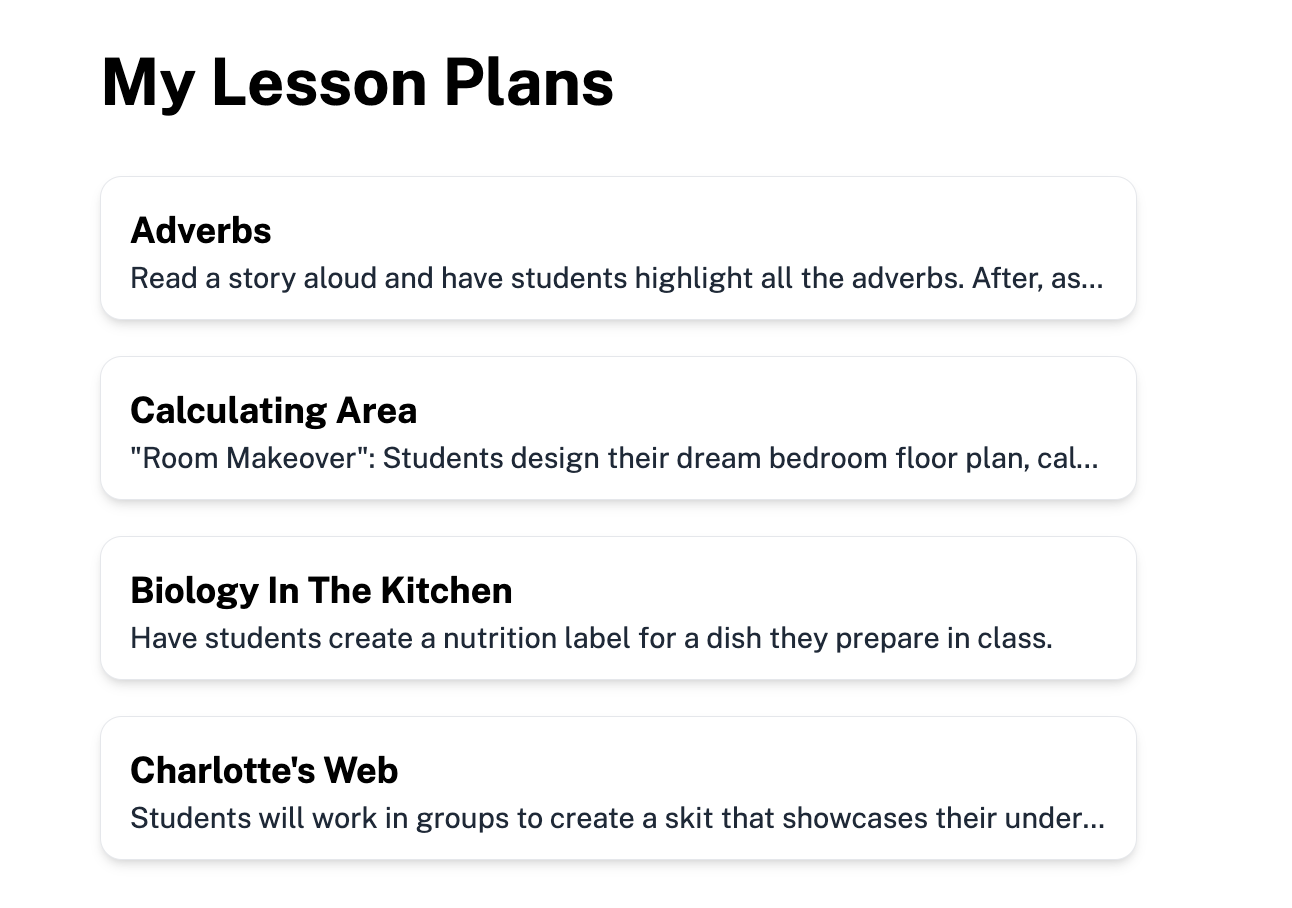 My Lesson Plans
Adverbs
Read a story aloud and have students highlight all the adverbs. After, as...
Calculating Area
"Room Makeover": Students design their dream bedroom floor plan, cal...
Biology In The Kitchen
Have students create a nutrition label for a dish they prepare in class.
Charlotte's Web
Students will work in groups to create a skit that showcases their under...